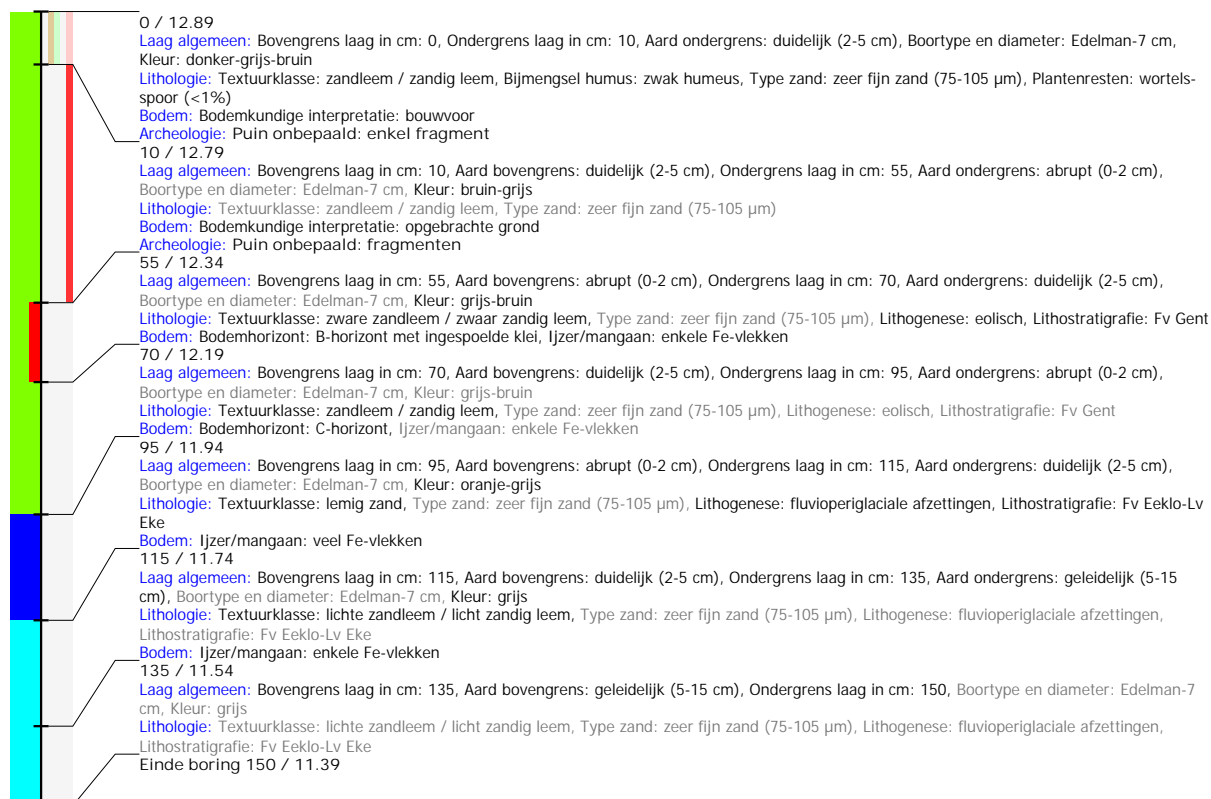 0 / 12.89
Laag algemeen: Bovengrens laag in cm: 0, Ondergrens laag in cm: 10, Aard ondergrens: duidelijk (2-5 cm), Boortype en diameter: Edelman-7 cm,
Kleur: donker-grijs-bruin
Lithologie: Textuurklasse: zandleem / zandig leem, Bijmengsel humus: zwak humeus, Type zand: zeer fijn zand (75-105 µm), Plantenresten: wortels-
spoor (<1%)
Bodem: Bodemkundige interpretatie: bouwvoor
Archeologie: Puin onbepaald: enkel fragment
10 / 12.79
Laag algemeen: Bovengrens laag in cm: 10, Aard bovengrens: duidelijk (2-5 cm), Ondergrens laag in cm: 55, Aard ondergrens: abrupt (0-2 cm),
Boortype en diameter: Edelman-7 cm, Kleur: bruin-grijs
Lithologie: Textuurklasse: zandleem / zandig leem, Type zand: zeer fijn zand (75-105 µm)
Bodem: Bodemkundige interpretatie: opgebrachte grond
Archeologie: Puin onbepaald: fragmenten
55 / 12.34
Laag algemeen: Bovengrens laag in cm: 55, Aard bovengrens: abrupt (0-2 cm), Ondergrens laag in cm: 70, Aard ondergrens: duidelijk (2-5 cm),
Boortype en diameter: Edelman-7 cm, Kleur: grijs-bruin
Lithologie: Textuurklasse: zware zandleem / zwaar zandig leem, Type zand: zeer fijn zand (75-105 µm), Lithogenese: eolisch, Lithostratigrafie: Fv Gent
Bodem: Bodemhorizont: B-horizont met ingespoelde klei, Ijzer/mangaan: enkele Fe-vlekken
70 / 12.19
Laag algemeen: Bovengrens laag in cm: 70, Aard bovengrens: duidelijk (2-5 cm), Ondergrens laag in cm: 95, Aard ondergrens: abrupt (0-2 cm),
Boortype en diameter: Edelman-7 cm, Kleur: grijs-bruin
Lithologie: Textuurklasse: zandleem / zandig leem, Type zand: zeer fijn zand (75-105 µm), Lithogenese: eolisch, Lithostratigrafie: Fv Gent
Bodem: Bodemhorizont: C-horizont, Ijzer/mangaan: enkele Fe-vlekken
95 / 11.94
Laag algemeen: Bovengrens laag in cm: 95, Aard bovengrens: abrupt (0-2 cm), Ondergrens laag in cm: 115, Aard ondergrens: duidelijk (2-5 cm),
Boortype en diameter: Edelman-7 cm, Kleur: oranje-grijs
Lithologie: Textuurklasse: lemig zand, Type zand: zeer fijn zand (75-105 µm), Lithogenese: fluvioperiglaciale afzettingen, Lithostratigrafie: Fv Eeklo-Lv
Eke
Bodem: Ijzer/mangaan: veel Fe-vlekken
115 / 11.74
Laag algemeen: Bovengrens laag in cm: 115, Aard bovengrens: duidelijk (2-5 cm), Ondergrens laag in cm: 135, Aard ondergrens: geleidelijk (5-15
cm), Boortype en diameter: Edelman-7 cm, Kleur: grijs
Lithologie: Textuurklasse: lichte zandleem / licht zandig leem, Type zand: zeer fijn zand (75-105 µm), Lithogenese: fluvioperiglaciale afzettingen,
Lithostratigrafie: Fv Eeklo-Lv Eke
Bodem: Ijzer/mangaan: enkele Fe-vlekken
135 / 11.54
Laag algemeen: Bovengrens laag in cm: 135, Aard bovengrens: geleidelijk (5-15 cm), Ondergrens laag in cm: 150, Boortype en diameter: Edelman-7
cm, Kleur: grijs
Lithologie: Textuurklasse: lichte zandleem / licht zandig leem, Type zand: zeer fijn zand (75-105 µm), Lithogenese: fluvioperiglaciale afzettingen,
Lithostratigrafie: Fv Eeklo-Lv Eke
Einde boring 150 / 11.39